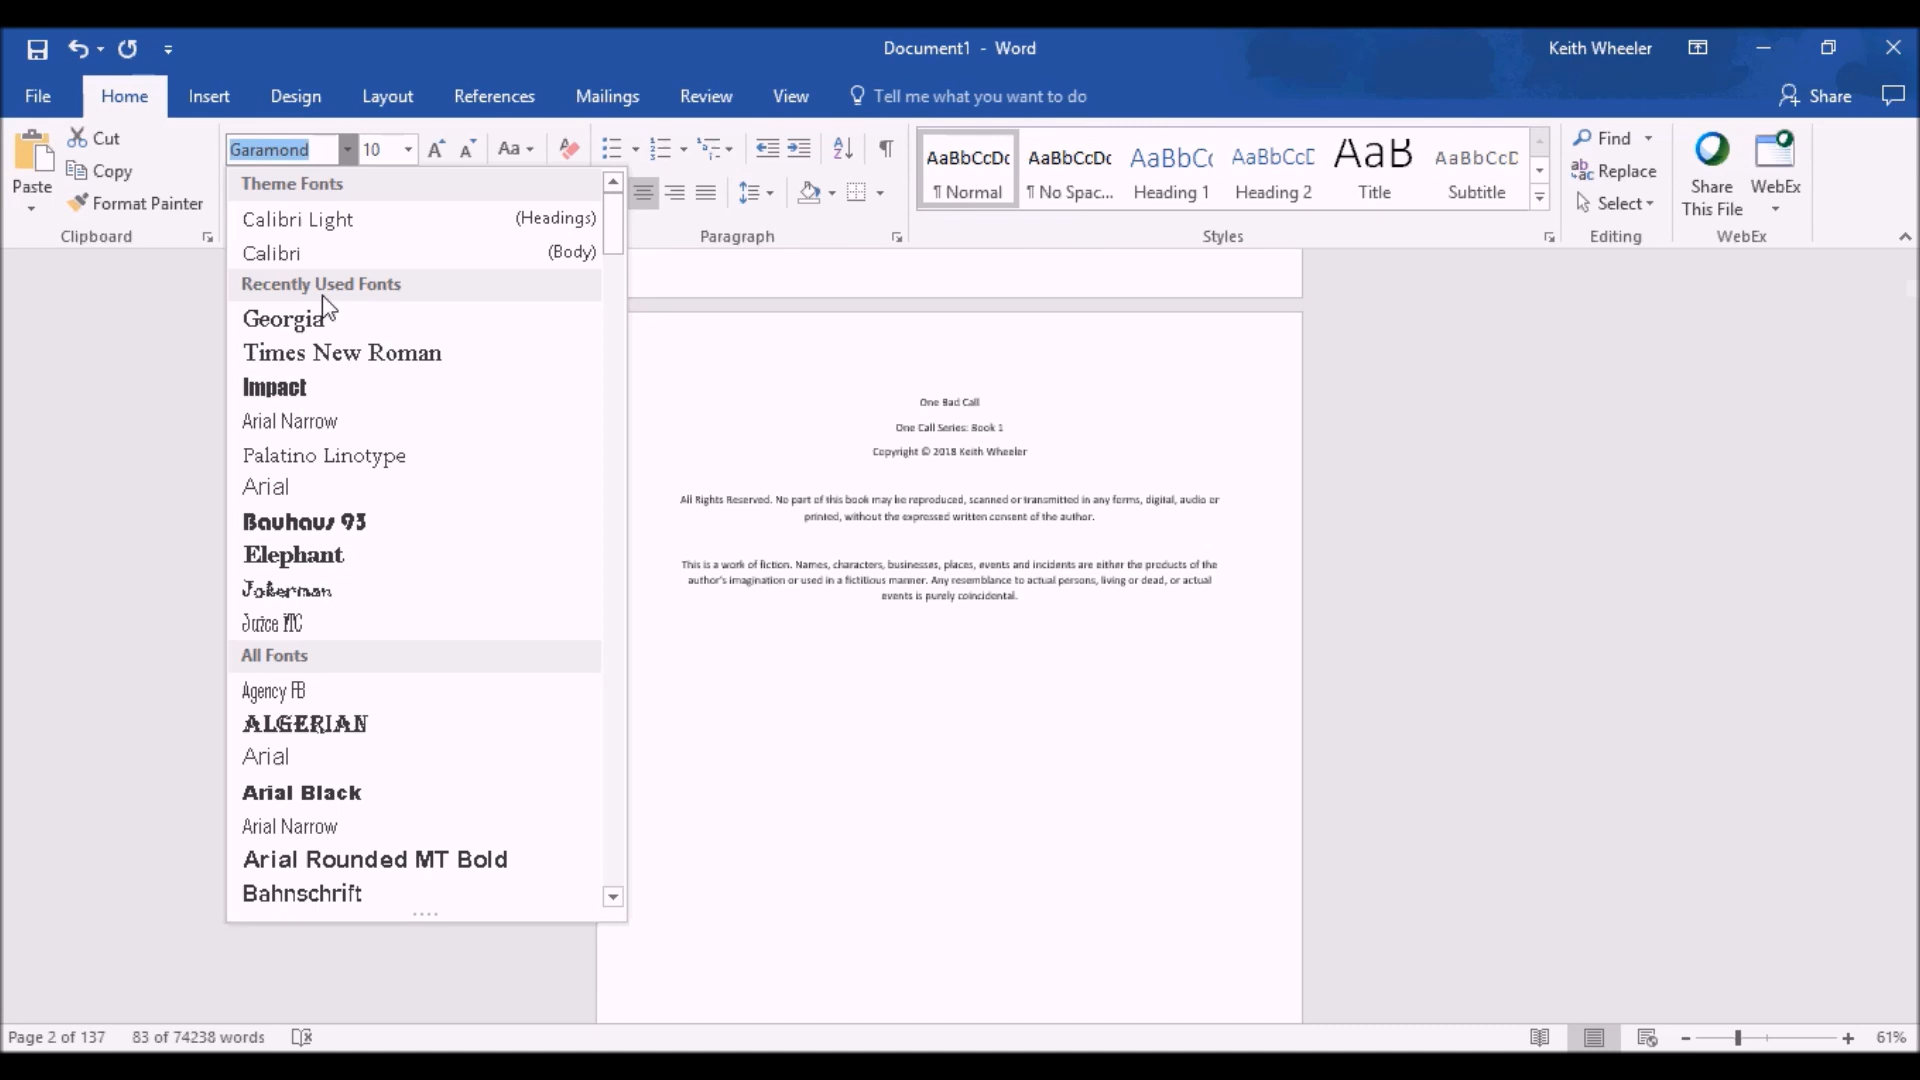 Document1 - Word
Keith Wheeler
File Home Insert Design Layout References Mailings Review View Tell me what you want to do Share
Paste
Cut
Copy
Format Painter
Clipboard
Garamond 10 Aa
Paragraph
AaBbCcDc AaBbCcDc AaBbC AaBbCcD AaB AaBbCcD
¶ Normal ¶ No Spac... Heading 1 Heading 2 Title Subtitle
Styles
Find
Replace
Select
Editing
Share
This File
WebEx
WebEx
Theme Fonts
Calibri Light (Headings)
Calibri (Body)
Recently Used Fonts
Georgia
Times New Roman
Impact
Arial Narrow
Palatino Linotype
Arial
Bauhaus 93
Elephant
Jokerman
Juice ITC
All Fonts
Agency FB
ALGERIAN
Arial
Arial Black
Arial Narrow
Arial Rounded MT Bold
Bahnschrift
One Bad Call
One Call Series: Book 1
Copyright © 2018 Keith Wheeler
All Rights Reserved. No part of this book may be reproduced, scanned or transmitted in any forms, digital, audio or
printed, without the expressed written consent of the author.
This is a work of fiction. Names, characters, businesses, places, events and incidents are either the products of the
author's imagination or used in a fictitious manner. Any resemblance to actual persons, living or dead, or actual
events is purely coincidental.
Page 2 of 137 83 of 74238 words 61%